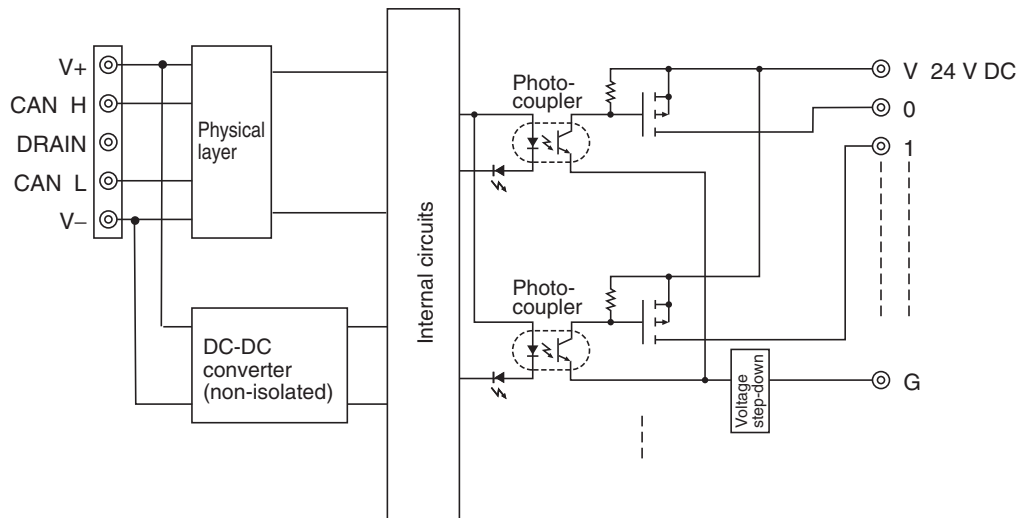 V+
CAN H
DRAIN
CAN L
V−
Physical
layer
DC-DC
converter
(non-isolated)
Internal circuits
Photo-
coupler
Photo-
coupler
V 24 V DC
0
1
Voltage
step-down
G